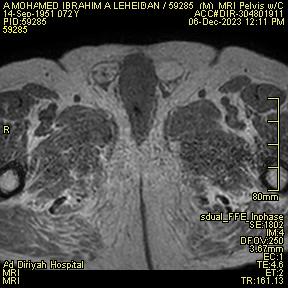 A MOHAMED IBRAHIM A LEHEIDAN / 59285 (M) MRI Pelvis w/C
14-Sep-1951 072Y ACC#DIR-304801911
PID:59285 06-Dec-2023 12:11 PM
59285
R
80mm
sdual_FFE_Inphase
SE:1802
IM:4
DFOV:250
3.67mm
EC:1
Ad Diriyah Hospital TE:4.6
MRI ET:2
MRI TR:161.13